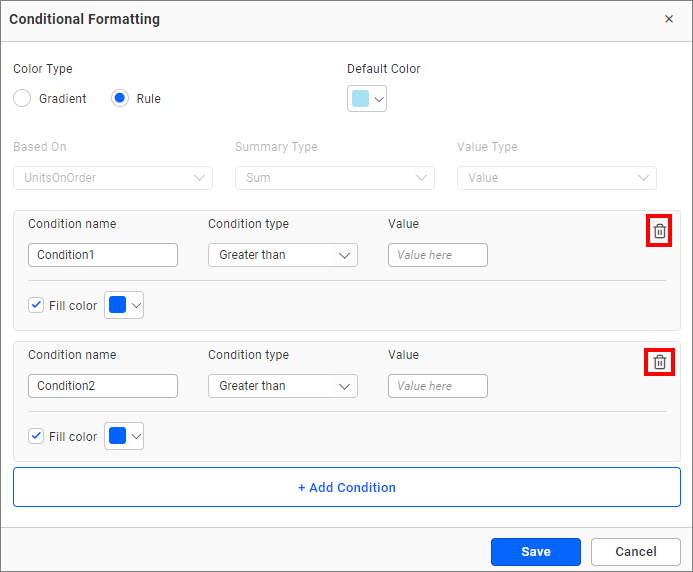 Conditional Formatting
Color Type
Default Color
Gradient
Rule
Based On
Summary Type
Value Type
UnitsOnOrder
Sum
Value
Condition name
Condition type
Value
Condition1
Greater than
Value here
Fill color
Condition name
Condition type
Value
Condition2
Greater than
Value here
Fill color
+ Add Condition
Save
Cancel